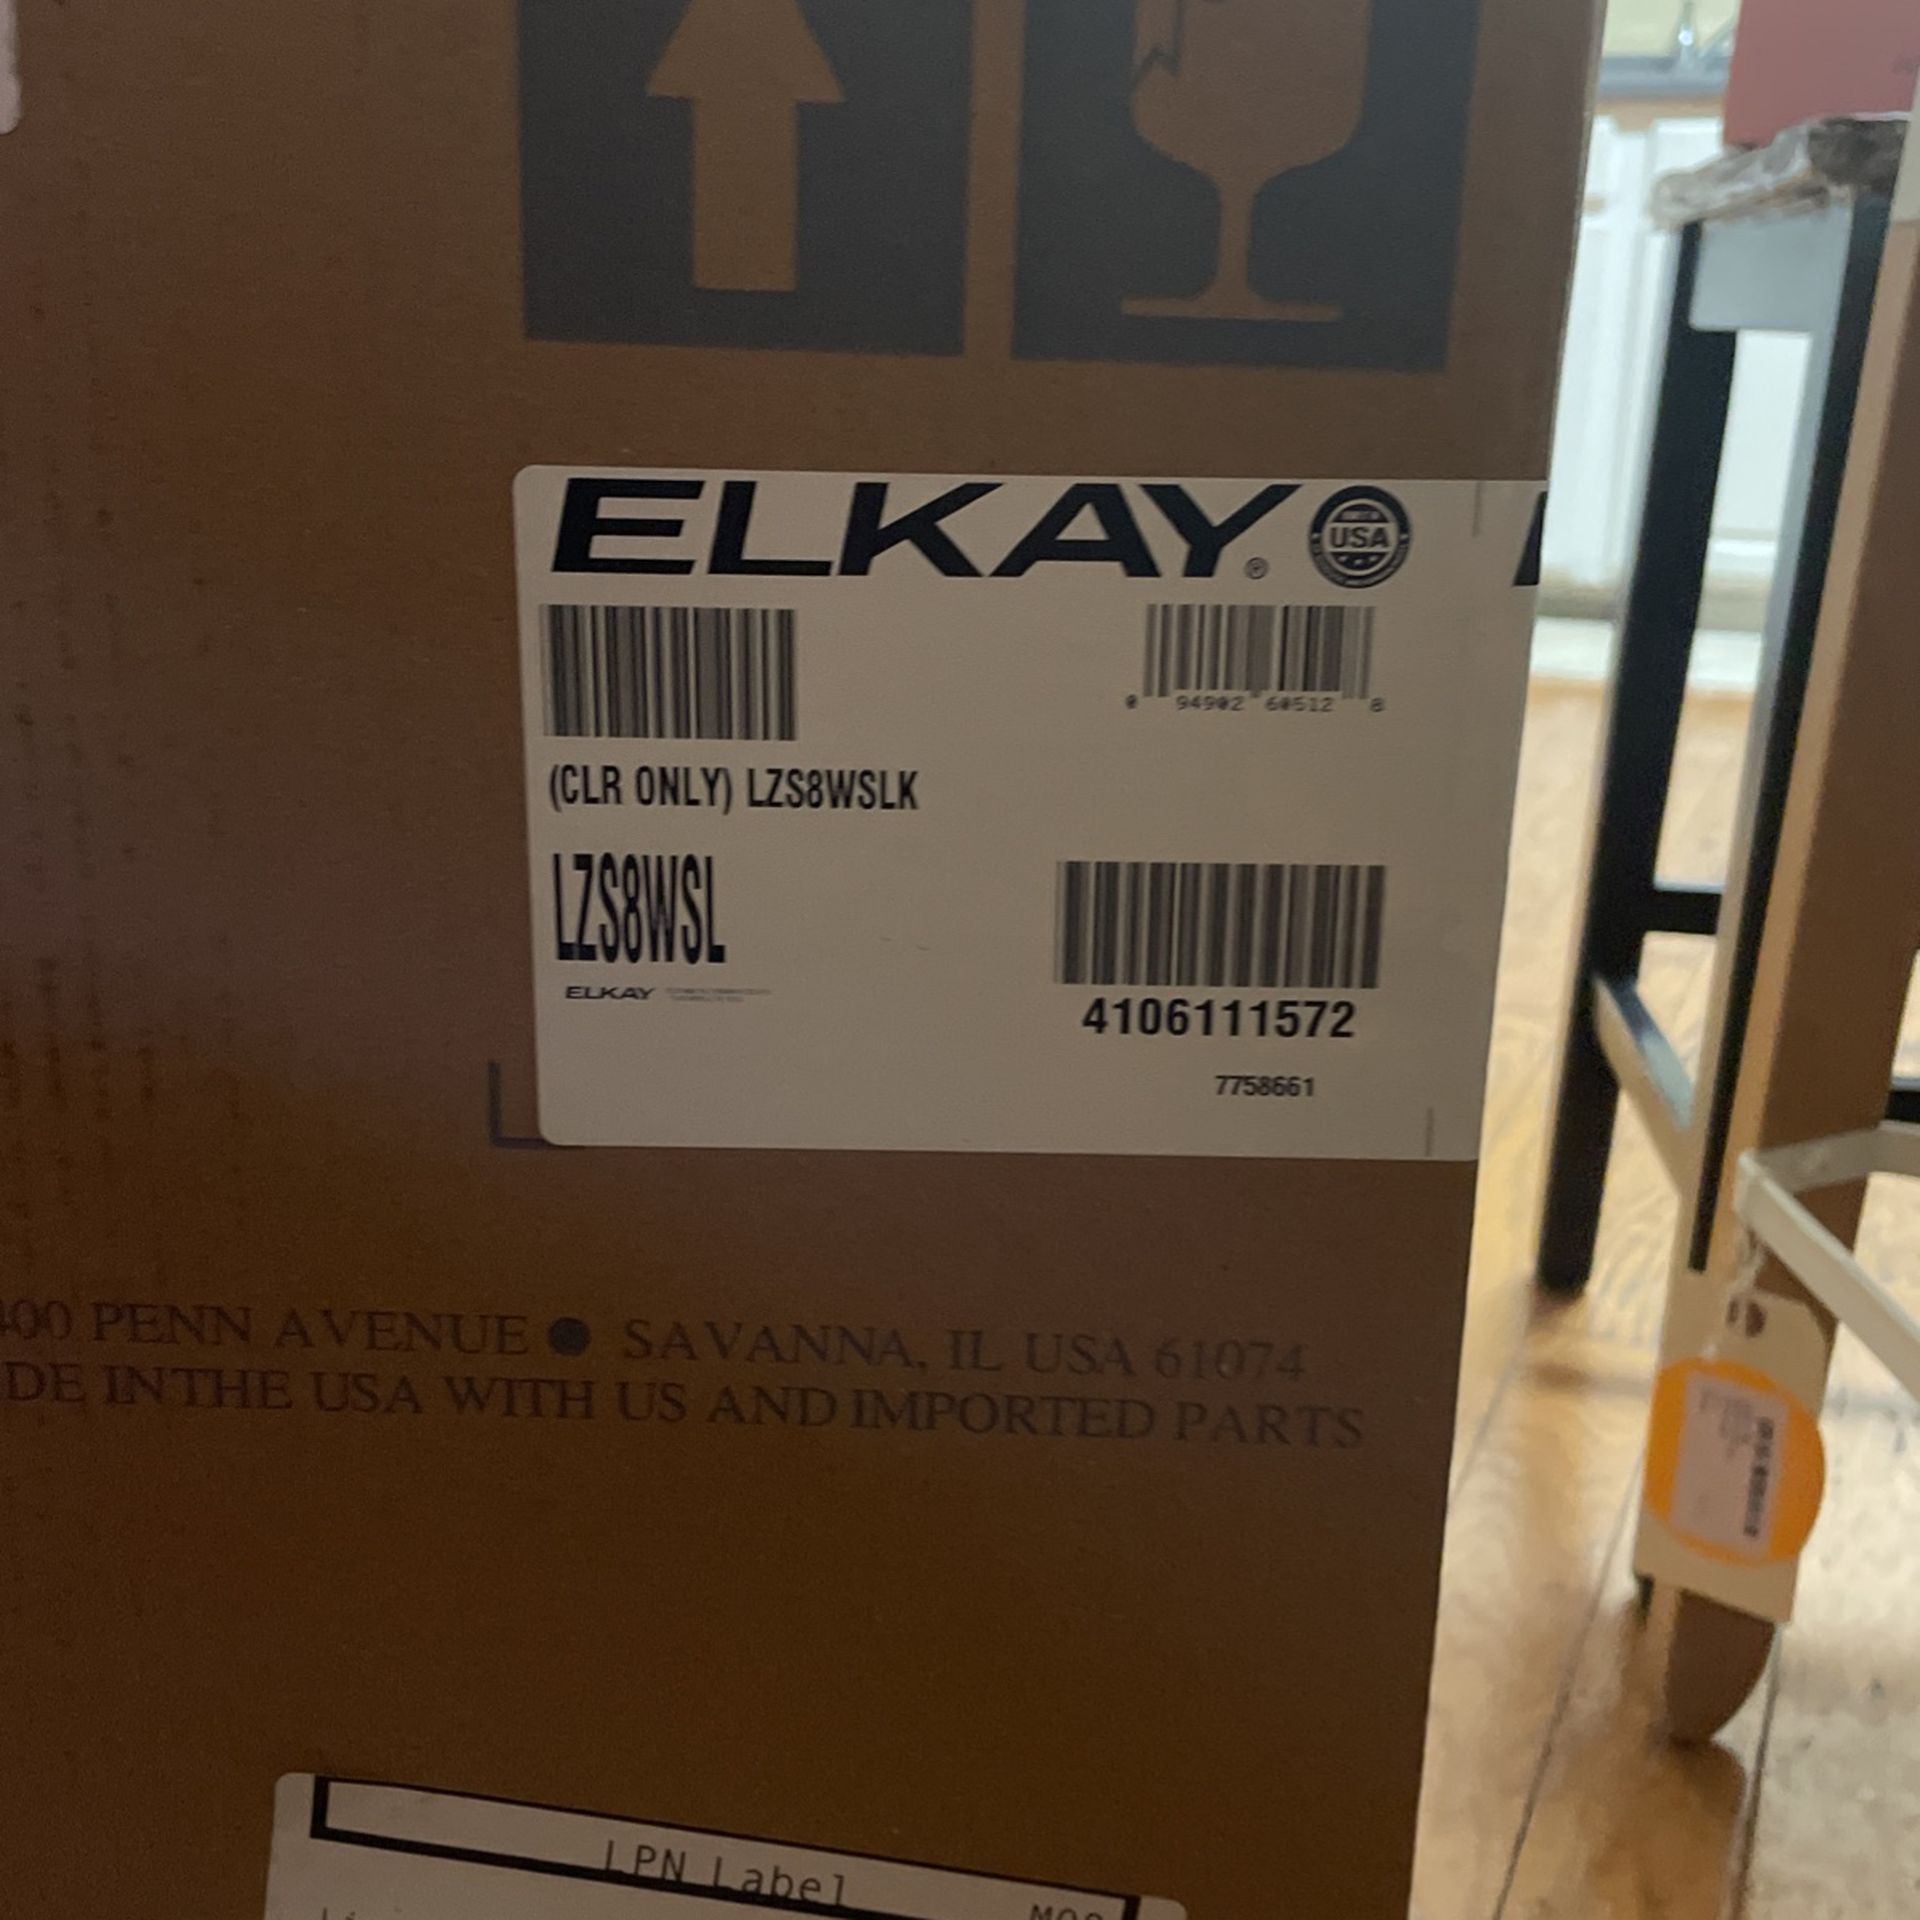 ELKAY®
USA
0 94902 60512 8
(CLR ONLY) LZS8WSLK
LZS8WSL
ELKAY
4106111572
7758661
400 PENN AVENUE ● SAVANNA, IL USA 61074
DE IN THE USA WITH US AND IMPORTED PARTS
LPN Label